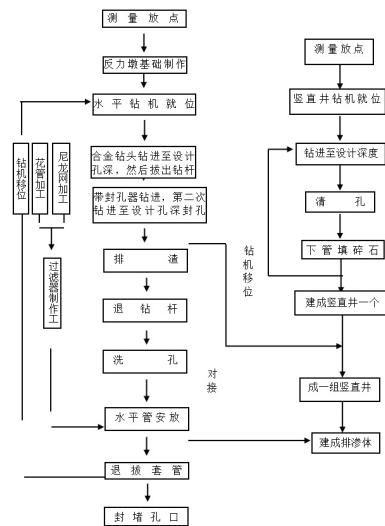 测量放点
反力墩基础制作
水平钻机就位
合金钻头钻进至设计
孔深，然后拔出钻杆
带封孔器钻进，第二次
钻进至设计孔深封孔
排渣
退钻杆
洗孔
水平管安放
退拔套管
封堵孔口
钻机移位
花管加工
尼龙网加工
过滤器制作工
对接
钻机移位
测量放点
竖直井钻机就位
钻进至设计深度
清孔
下管填碎石
建成竖直井一个
成一组竖直井
建成排渗体